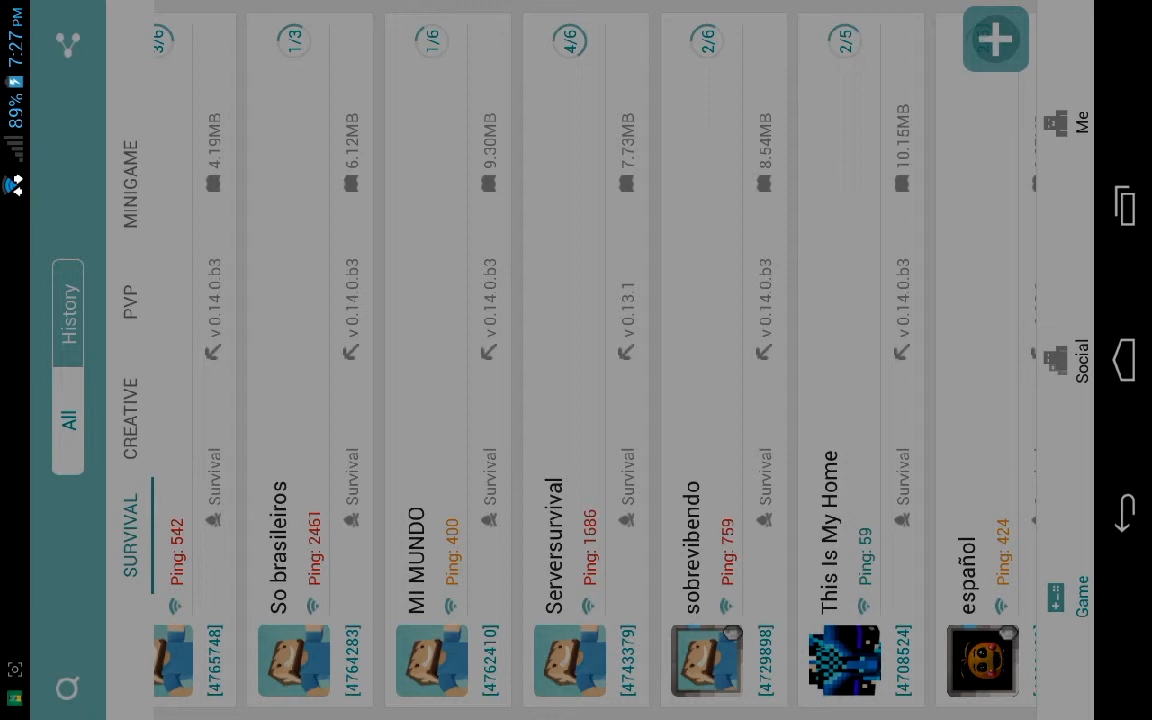 89% 7:27 PM
All History
SURVIVAL CREATIVE PVP MINIGAME
3/6
Ping: 542
[4765748] Survival v 0.14.0.b3 4.19MB
So brasileiros 1/3
Ping: 2461
[4764283] Survival v 0.14.0.b3 6.12MB
MI MUNDO 1/6
Ping: 400
[4762410] Survival v 0.14.0.b3 9.30MB
Serversurvival 4/6
Ping: 1686
[4743379] Survival v 0.13.1 7.73MB
sobrevibendo 2/6
Ping: 759
[4729898] Survival v 0.14.0.b3 8.54MB
This Is My Home 2/5
Ping: 59
[4708524] Survival v 0.14.0.b3 10.15MB
español
Ping: 424
Game Social Me